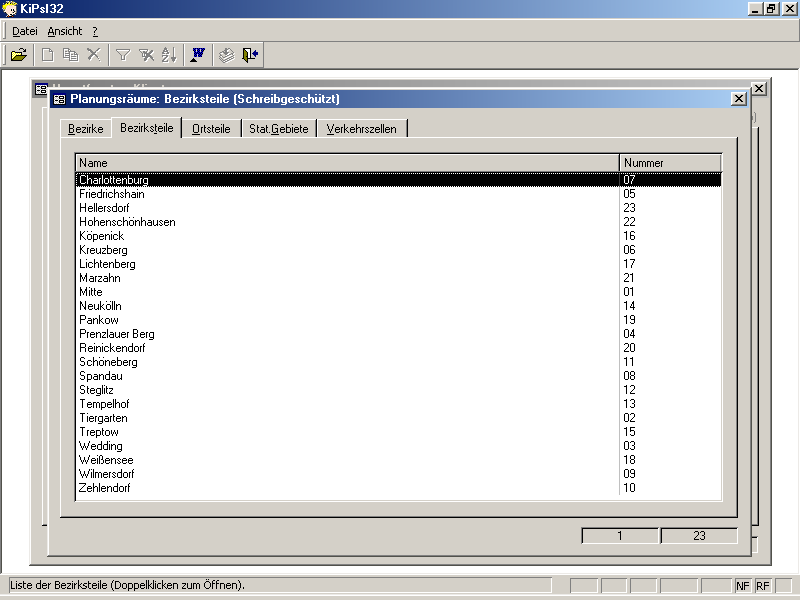 KiPsI32
Datei Ansicht ?
Planungsräume: Bezirksteile (Schreibgeschützt)
Bezirke Bezirksteile Ortsteile Stat.Gebiete Verkehrszellen
Name Nummer
Charlottenburg 07
Friedrichshain 05
Hellersdorf 23
Hohenschönhausen 22
Köpenick 16
Kreuzberg 06
Lichtenberg 17
Marzahn 21
Mitte 01
Neukölln 14
Pankow 19
Prenzlauer Berg 04
Reinickendorf 20
Schöneberg 11
Spandau 08
Steglitz 12
Tempelhof 13
Tiergarten 02
Treptow 15
Wedding 03
Weißensee 18
Wilmersdorf 09
Zehlendorf 10
1 23
Liste der Bezirksteile (Doppelklicken zum Öffnen). NF RF